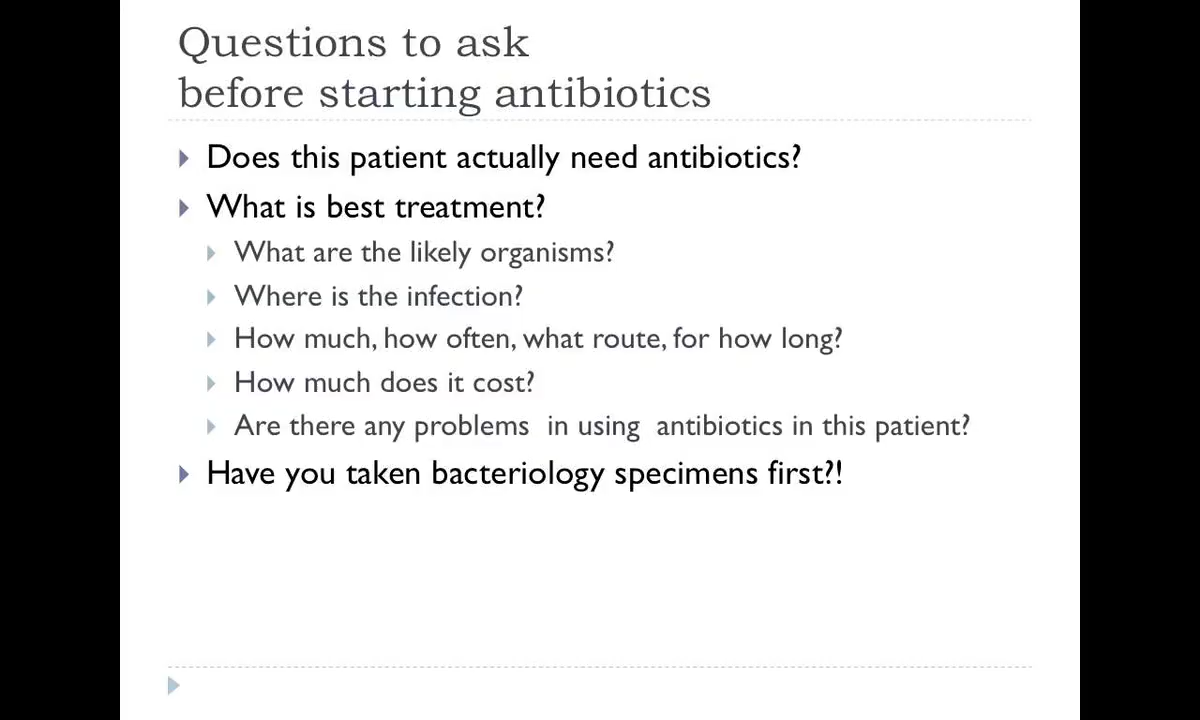 Questions to ask
before starting antibiotics
Does this patient actually need antibiotics?
What is best treatment?
What are the likely organisms?
Where is the infection?
How much, how often, what route, for how long?
How much does it cost?
Are there any problems  in using  antibiotics in this patient?
Have you taken bacteriology specimens first?!